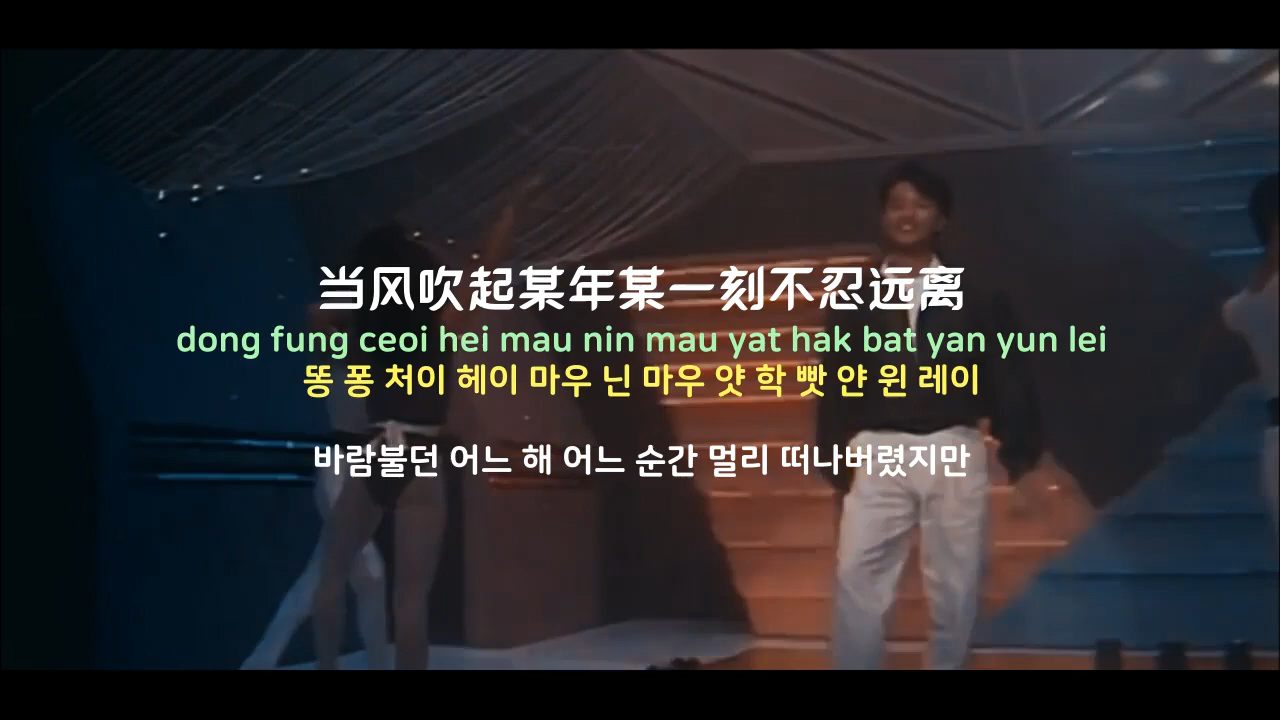 当风吹起某年某一刻不忍远离
dong fung ceoi hei mau nin mau yat hak bat yan yun lei
똥 퐁 처이 헤이 마우 닌 마우 얏 학 빳 얀 윈 레이
바람불던 어느 해 어느 순간 멀리 떠나버렸지만